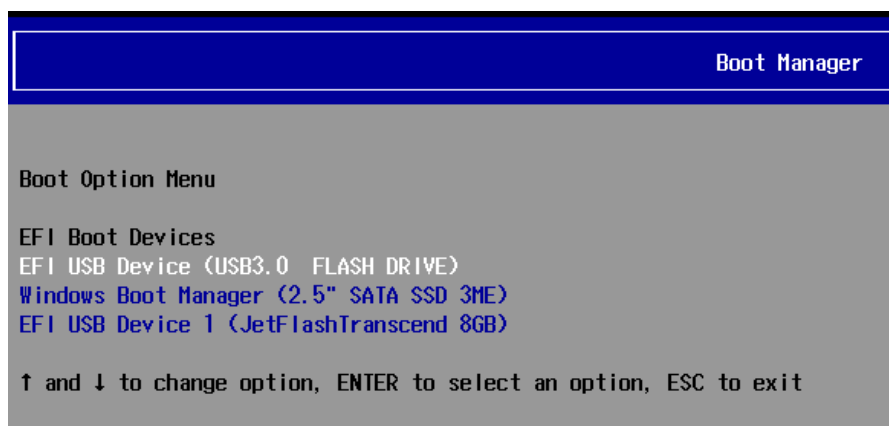 Boot Manager
Boot Option Menu
EFI Boot Devices
EFI USB Device (USB3.0  FLASH DRIVE)
Windows Boot Manager (2.5" SATA SSD 3ME)
EFI USB Device 1 (JetFlashTranscend 8GB)
↑ and ↓ to change option, ENTER to select an option, ESC to exit